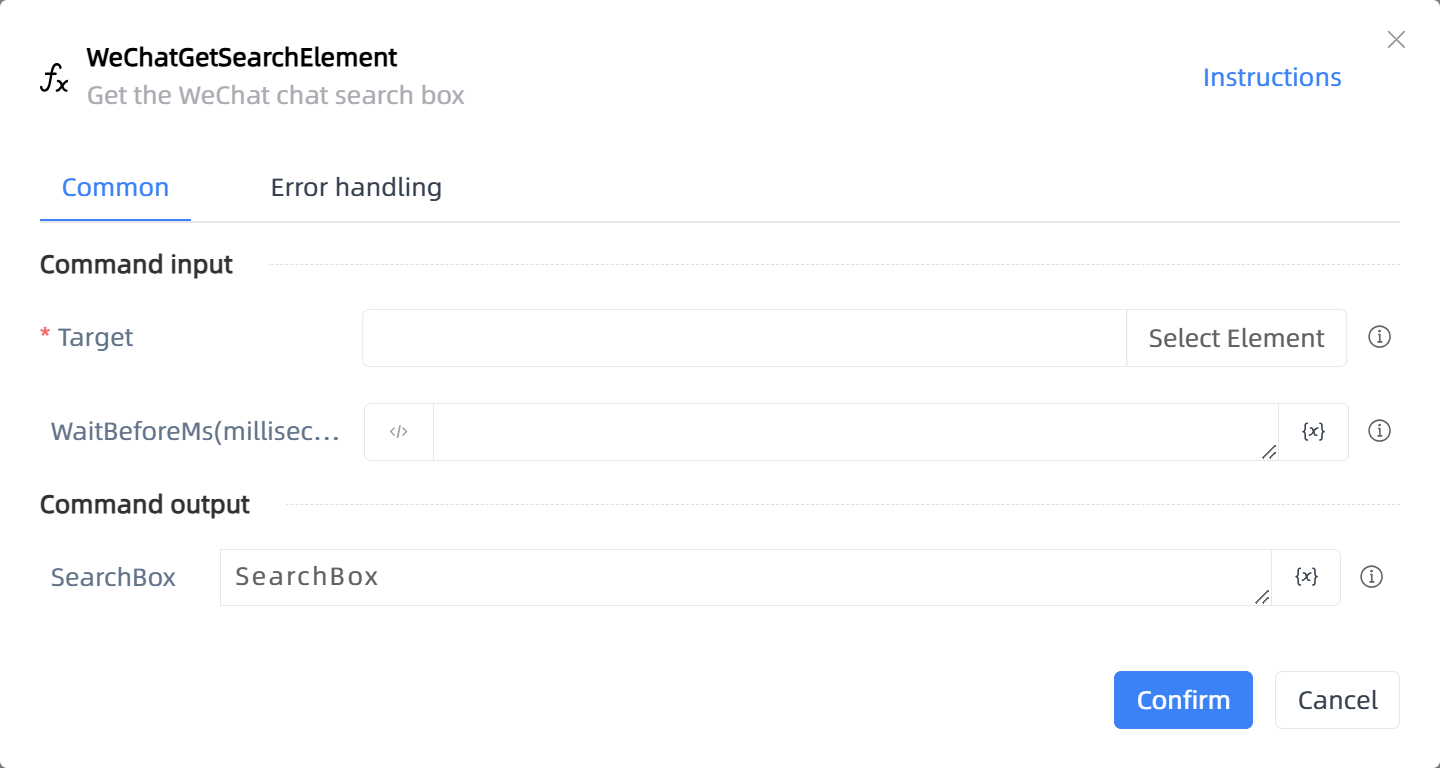 WeChatGetSearchElement
Get the WeChat chat search box
Instructions
Common
Error handling
Command input
* Target
Select Element
WaitBeforeMs(millisec...
</>
{x}
Command output
SearchBox
SearchBox
{x}
Confirm
Cancel